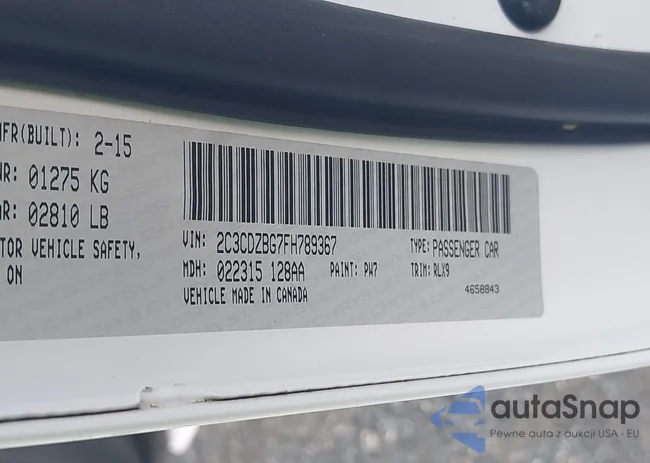 MFR(BUILT): 2-15
01275 KG
02810 LB
VEHICLE SAFETY,
ON
VIN: 2C3CDZBG7FH789367 TYPE: PASSENGER CAR
MDH: 022315 128AA PAINT: PW7 TRIM: RLX9
VEHICLE MADE IN CANADA
4658843
autaSnap
Pewne auta z aukcji USA · EU